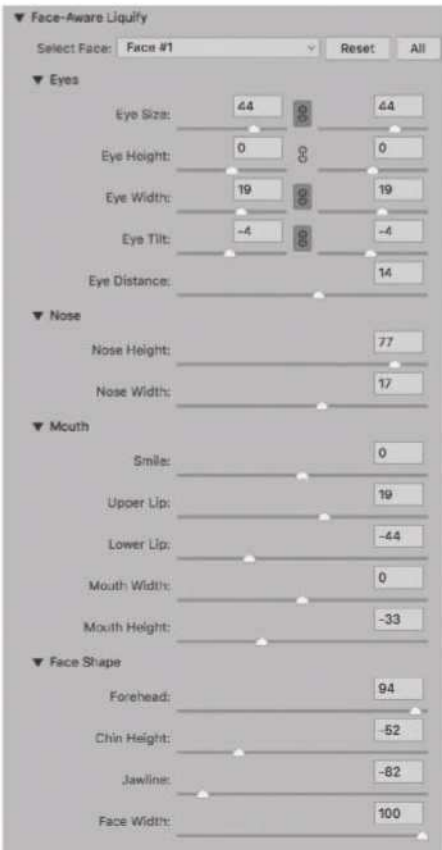 Face-Aware Liquify
Select Face: Face #1 Reset All
Eyes
Eye Size: 44 44
Eye Height: 0 0
Eye Width: 19 19
Eye Tilt: -4 -4
Eye Distance: 14
Nose
Nose Height: 77
Nose Width: 17
Mouth
Smile: 0
Upper Lip: 19
Lower Lip: -44
Mouth Width: 0
Mouth Height: -33
Face Shape
Forehead: 94
Chin Height: -52
Jawline: -82
Face Width: 100